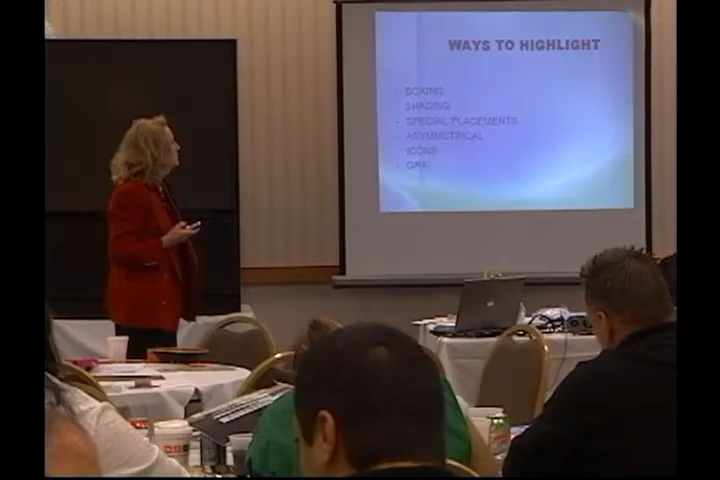 WAYS TO HIGHLIGHT
- BOXING
- SHADING
- SPECIAL PLACEMENTS
- ASYMMETRICAL
- ICONS